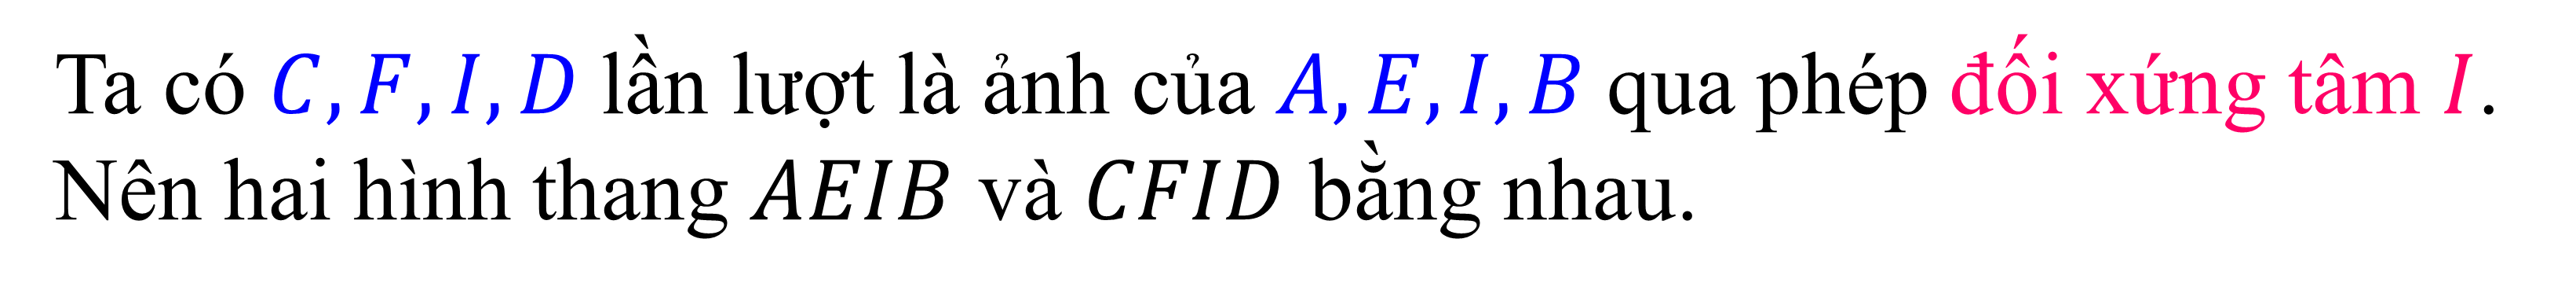 Ta có C, F, I, D lần lượt là ảnh của A, E, I, B qua phép đối xứng tâm I.
Nên hai hình thang AEIB và CFID bằng nhau.